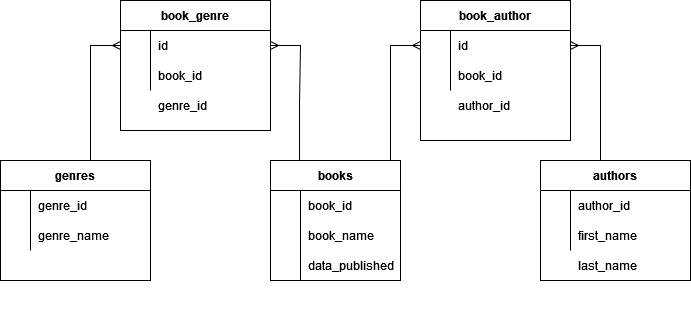 book_genre
id
book_id
genre_id
book_author
id
book_id
author_id
genres
genre_id
genre_name
books
book_id
book_name
data_published
authors
author_id
first_name
last_name